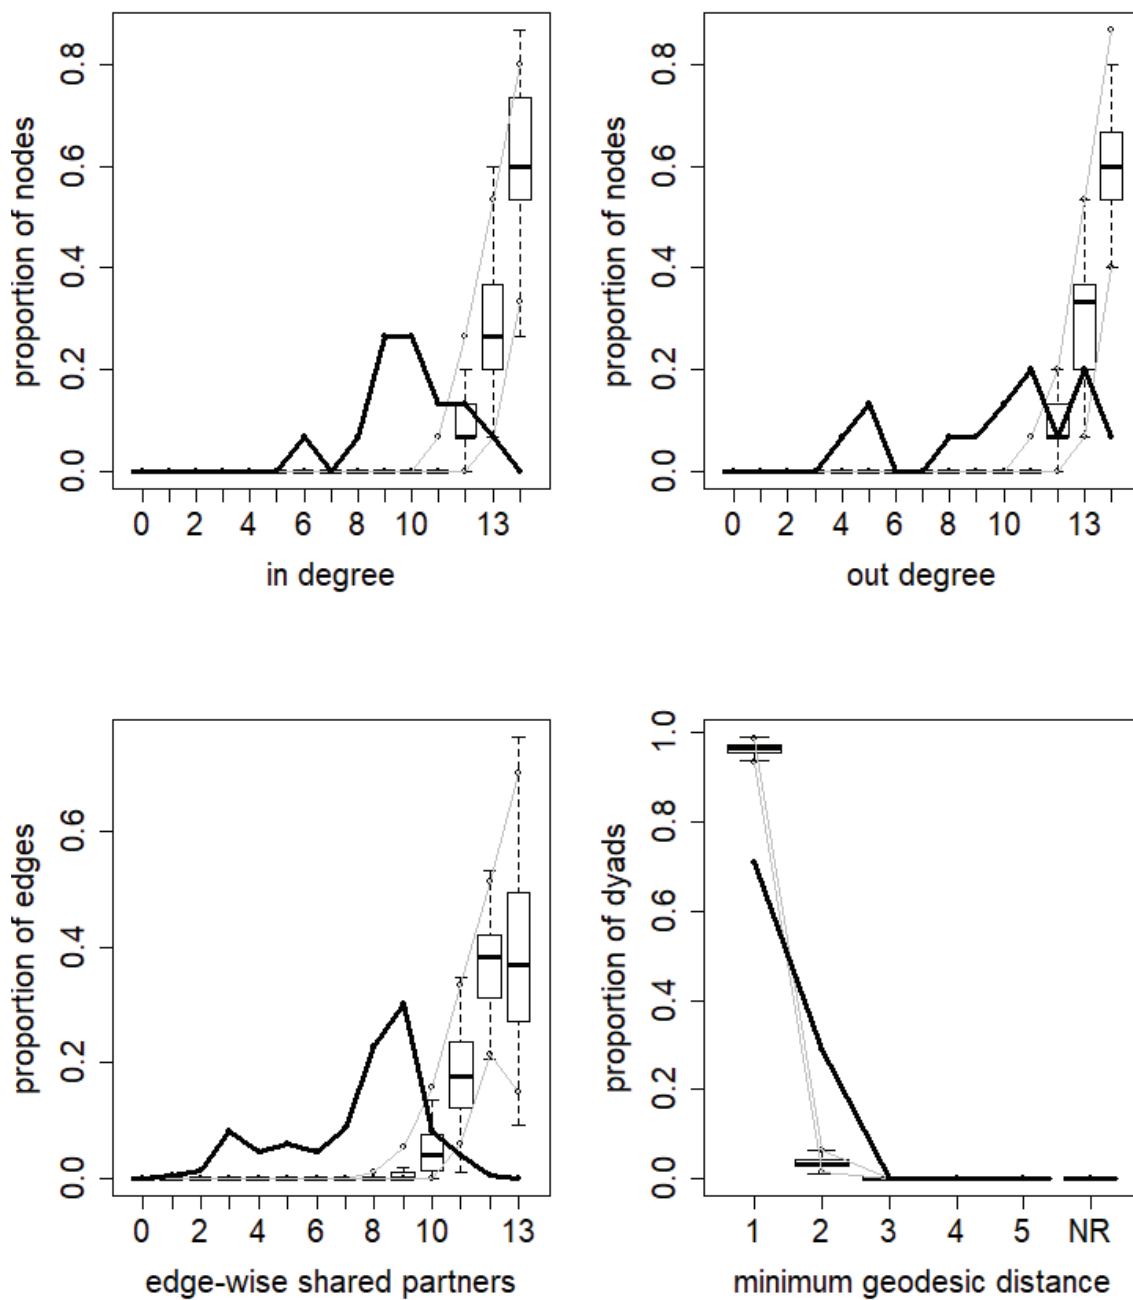 proportion of nodes
0.0 0.2 0.4 0.6 0.8
0 2 4 6 8 10 13
in degree
proportion of nodes
0.0 0.2 0.4 0.6 0.8
0 2 4 6 8 10 13
out degree
proportion of edges
0.0 0.2 0.4 0.6
0 2 4 6 8 10 13
edge-wise shared partners
proportion of dyads
0.0 0.2 0.4 0.6 0.8 1.0
1 2 3 4 5 NR
minimum geodesic distance